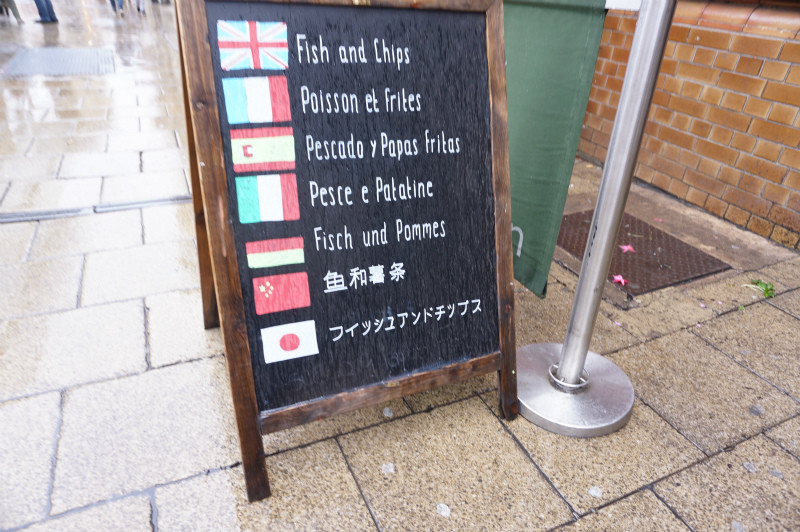 Fish and Chips
Poisson et frites
Pescado y Papas fritas
Pesce e Patatine
Fisch und Pommes
鱼和薯条
フイッシュアンドチップス